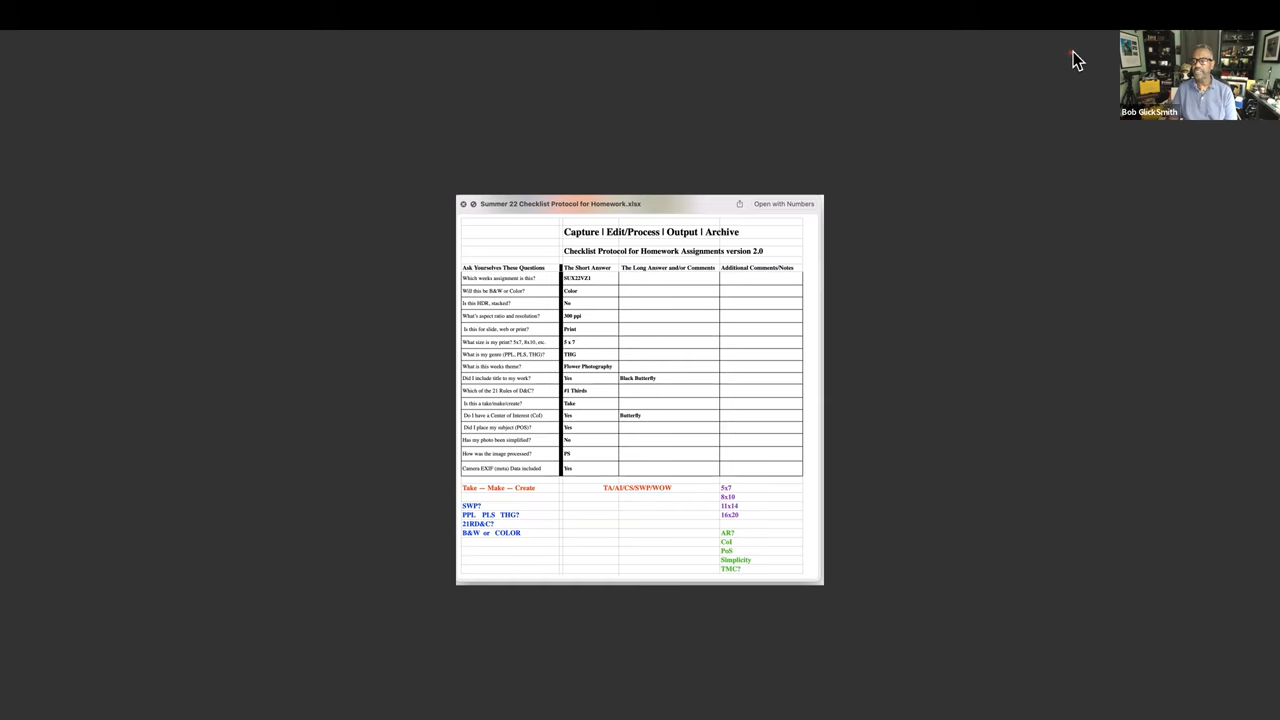 Bob GlickSmith
Summer 22 Checklist Protocol for Homework.xlsx
Open with Numbers
Capture | Edit/Process | Output | Archive
Checklist Protocol for Homework Assignments version 2.0
Ask Yourselves These Questions The Short Answer The Long Answer and/or Comments Additional Comments/Notes
Which weeks assignment is this? SUX22VZ1
Will this be B&W or Color? Color
Is this HDR, stacked? No
What's aspect ratio and resolution? 300 ppi
Is this for slide, web or print? Print
What size is my print? 5x7, 8x10, etc. 5 x 7
What is my genre (PPL, PLS, THG)? THG
What is this weeks theme? Flower Photography
Did I include title to my work? Yes Black Butterfly
Which of the 21 Rules of D&C? #1 Thirds
Is this a take/make/create? Take
Do I have a Center of Interest (CoI) Yes Butterfly
Did I place my subject (POS)? Yes
Has my photo been simplified? No
How was the image processed? PS
Camera EXIF (meta) Data included Yes
Take -- Make -- Create TA/AI/CS/SWP/WOW 5x7
8x10
SWP? 11x14
PPL PLS THG? 16x20
21RD&C?
B&W or COLOR AR?
CoI
PoS
Simplicity
TMC?